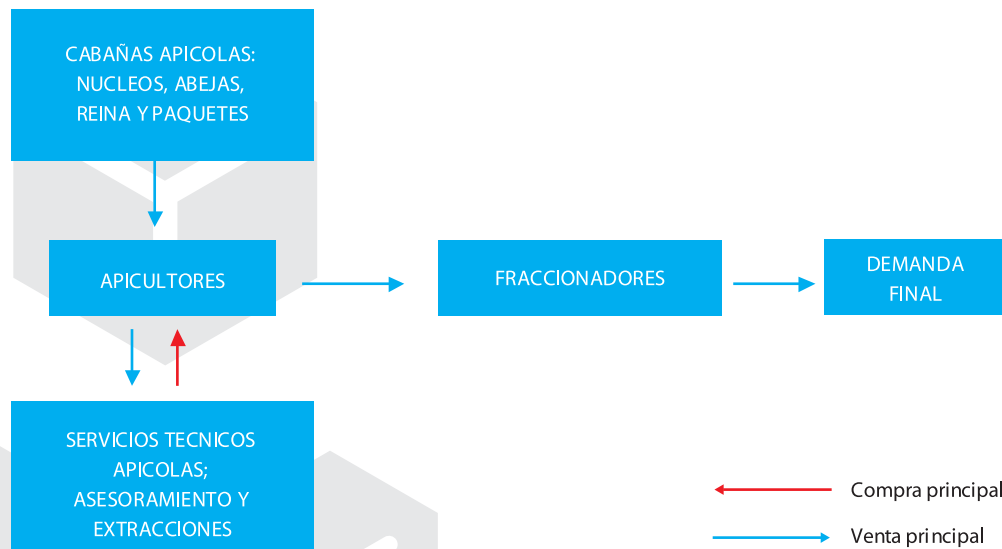 CABAÑAS APICOLAS:
NUCLEOS, ABEJAS,
REINA Y PAQUETES
APICULTORES
FRACCIONADORES
DEMANDA
FINAL
SERVICIOS TECNICOS
APICOLAS;
ASESORAMIENTO Y
EXTRACCIONES
Compra principal
Venta principal